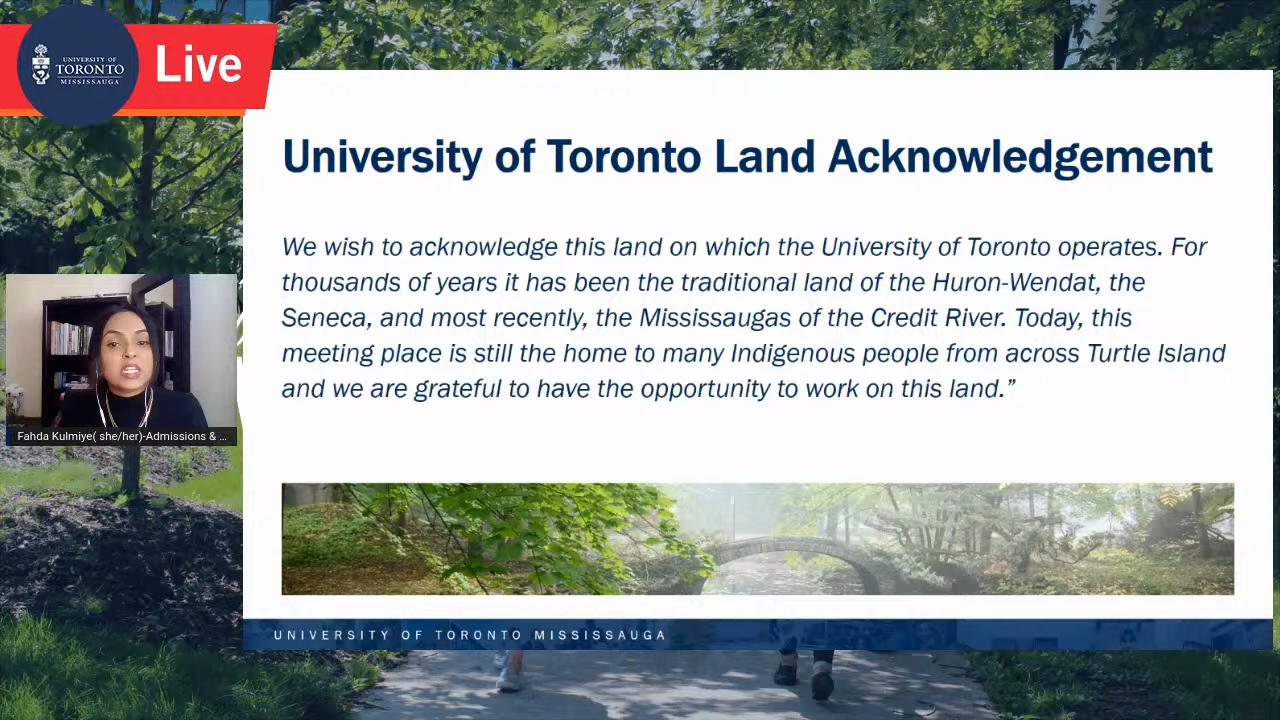 UNIVERSITY OF
TORONTO
MISSISSAUGA
Live
University of Toronto Land Acknowledgement
We wish to acknowledge this land on which the University of Toronto operates. For
thousands of years it has been the traditional land of the Huron-Wendat, the
Seneca, and most recently, the Mississaugas of the Credit River. Today, this
meeting place is still the home to many Indigenous people from across Turtle Island
and we are grateful to have the opportunity to work on this land.”
Fahda Kulmiye( she/her)-Admissions & ...
UNIVERSITY OF TORONTO MISSISSAUGA